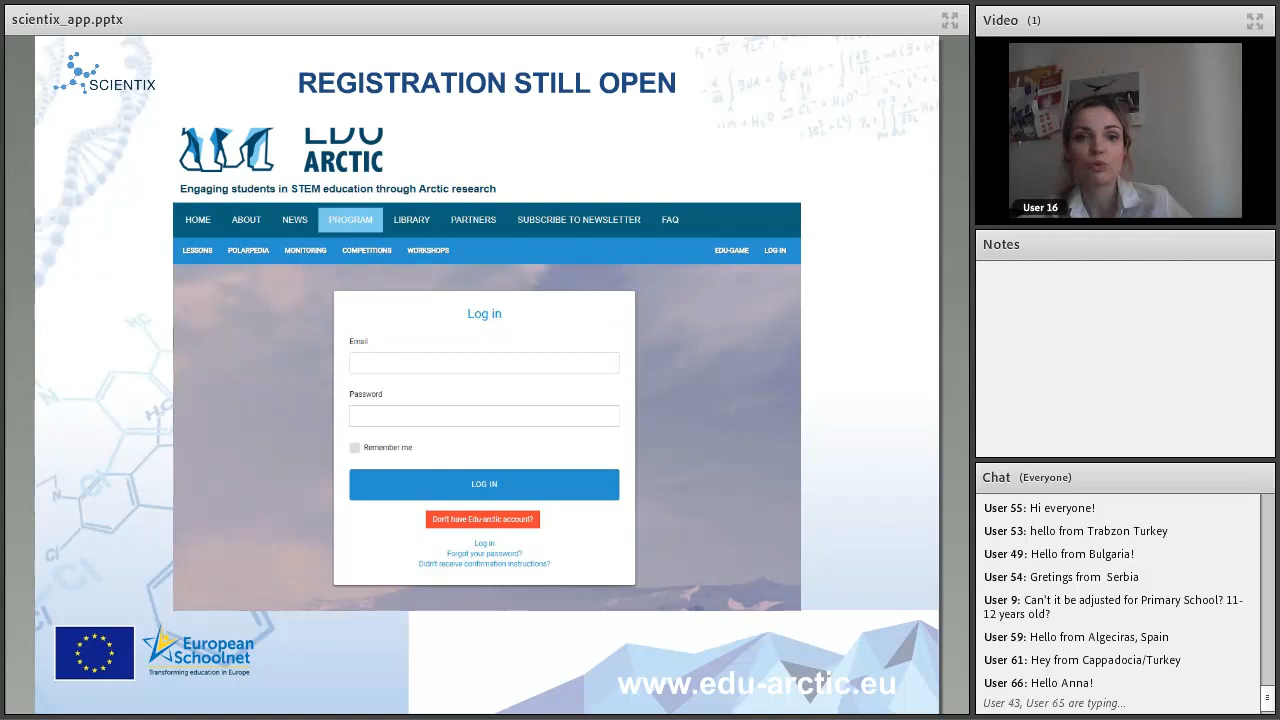 scientix_app.pptx
SCIENTIX
REGISTRATION STILL OPEN
EDU
ARCTIC
Engaging students in STEM education through Arctic research
HOME ABOUT NEWS PROGRAM LIBRARY PARTNERS SUBSCRIBE TO NEWSLETTER FAQ
LESSONS POLARPEDIA MONITORING COMPETITIONS WORKSHOPS EDU-GAME LOG IN
Log in
Email
Password
Remember me
LOG IN
Don't have Edu-arctic account?
Log in
Forgot your password?
Didn't receive confirmation instructions?
European
Schoolnet
Transforming education in Europe
www.edu-arctic.eu
Video (1)
User 16
Notes
Chat (Everyone)
User 55: Hi everyone!
User 53: hello from Trabzon Turkey
User 49: Hello from Bulgaria!
User 54: Gretings from Serbia
User 9: Can't it be adjusted for Primary School? 11-
12 years old?
User 59: Hello from Algeciras, Spain
User 61: Hey from Cappadocia/Turkey
User 66: Hello Anna!
User 43, User 65 are typing...